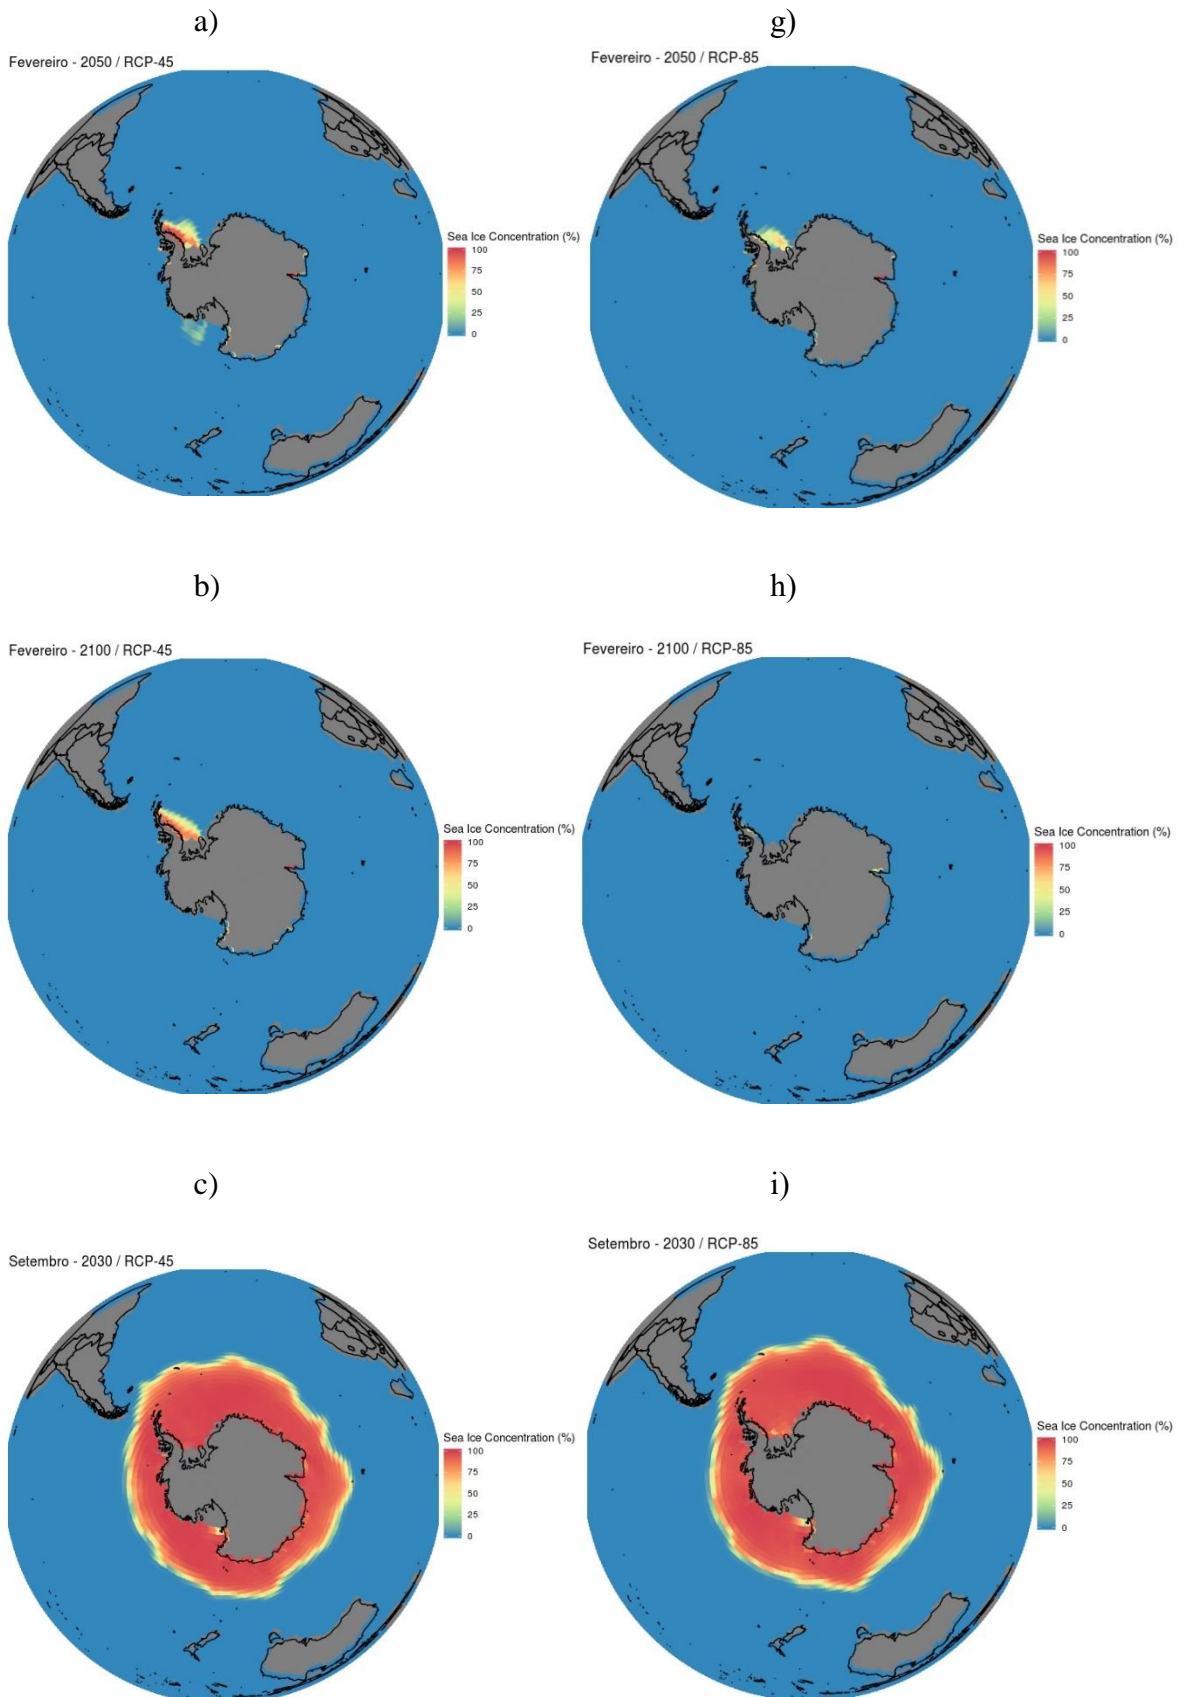 a)
Fevereiro - 2050 / RCP-45
Sea Ice Concentration (%)
100
75
50
25
0
g)
Fevereiro - 2050 / RCP-85
Sea Ice Concentration (%)
100
75
50
25
0
b)
Fevereiro - 2100 / RCP-45
Sea Ice Concentration (%)
100
75
50
25
0
h)
Fevereiro - 2100 / RCP-85
Sea Ice Concentration (%)
100
75
50
25
0
c)
Setembro - 2030 / RCP-45
Sea Ice Concentration (%)
100
75
50
25
0
i)
Setembro - 2030 / RCP-85
Sea Ice Concentration (%)
100
75
50
25
0